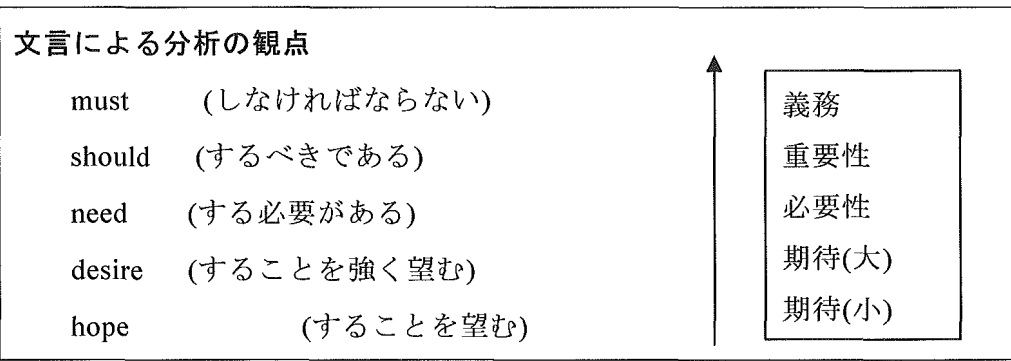 文言による分析の観点
must (しなければならない)
should (するべきである)
need (する必要がある)
desire (することを強く望む)
hope (することを望む)
義務
重要性
必要性
期待(大)
期待(小)